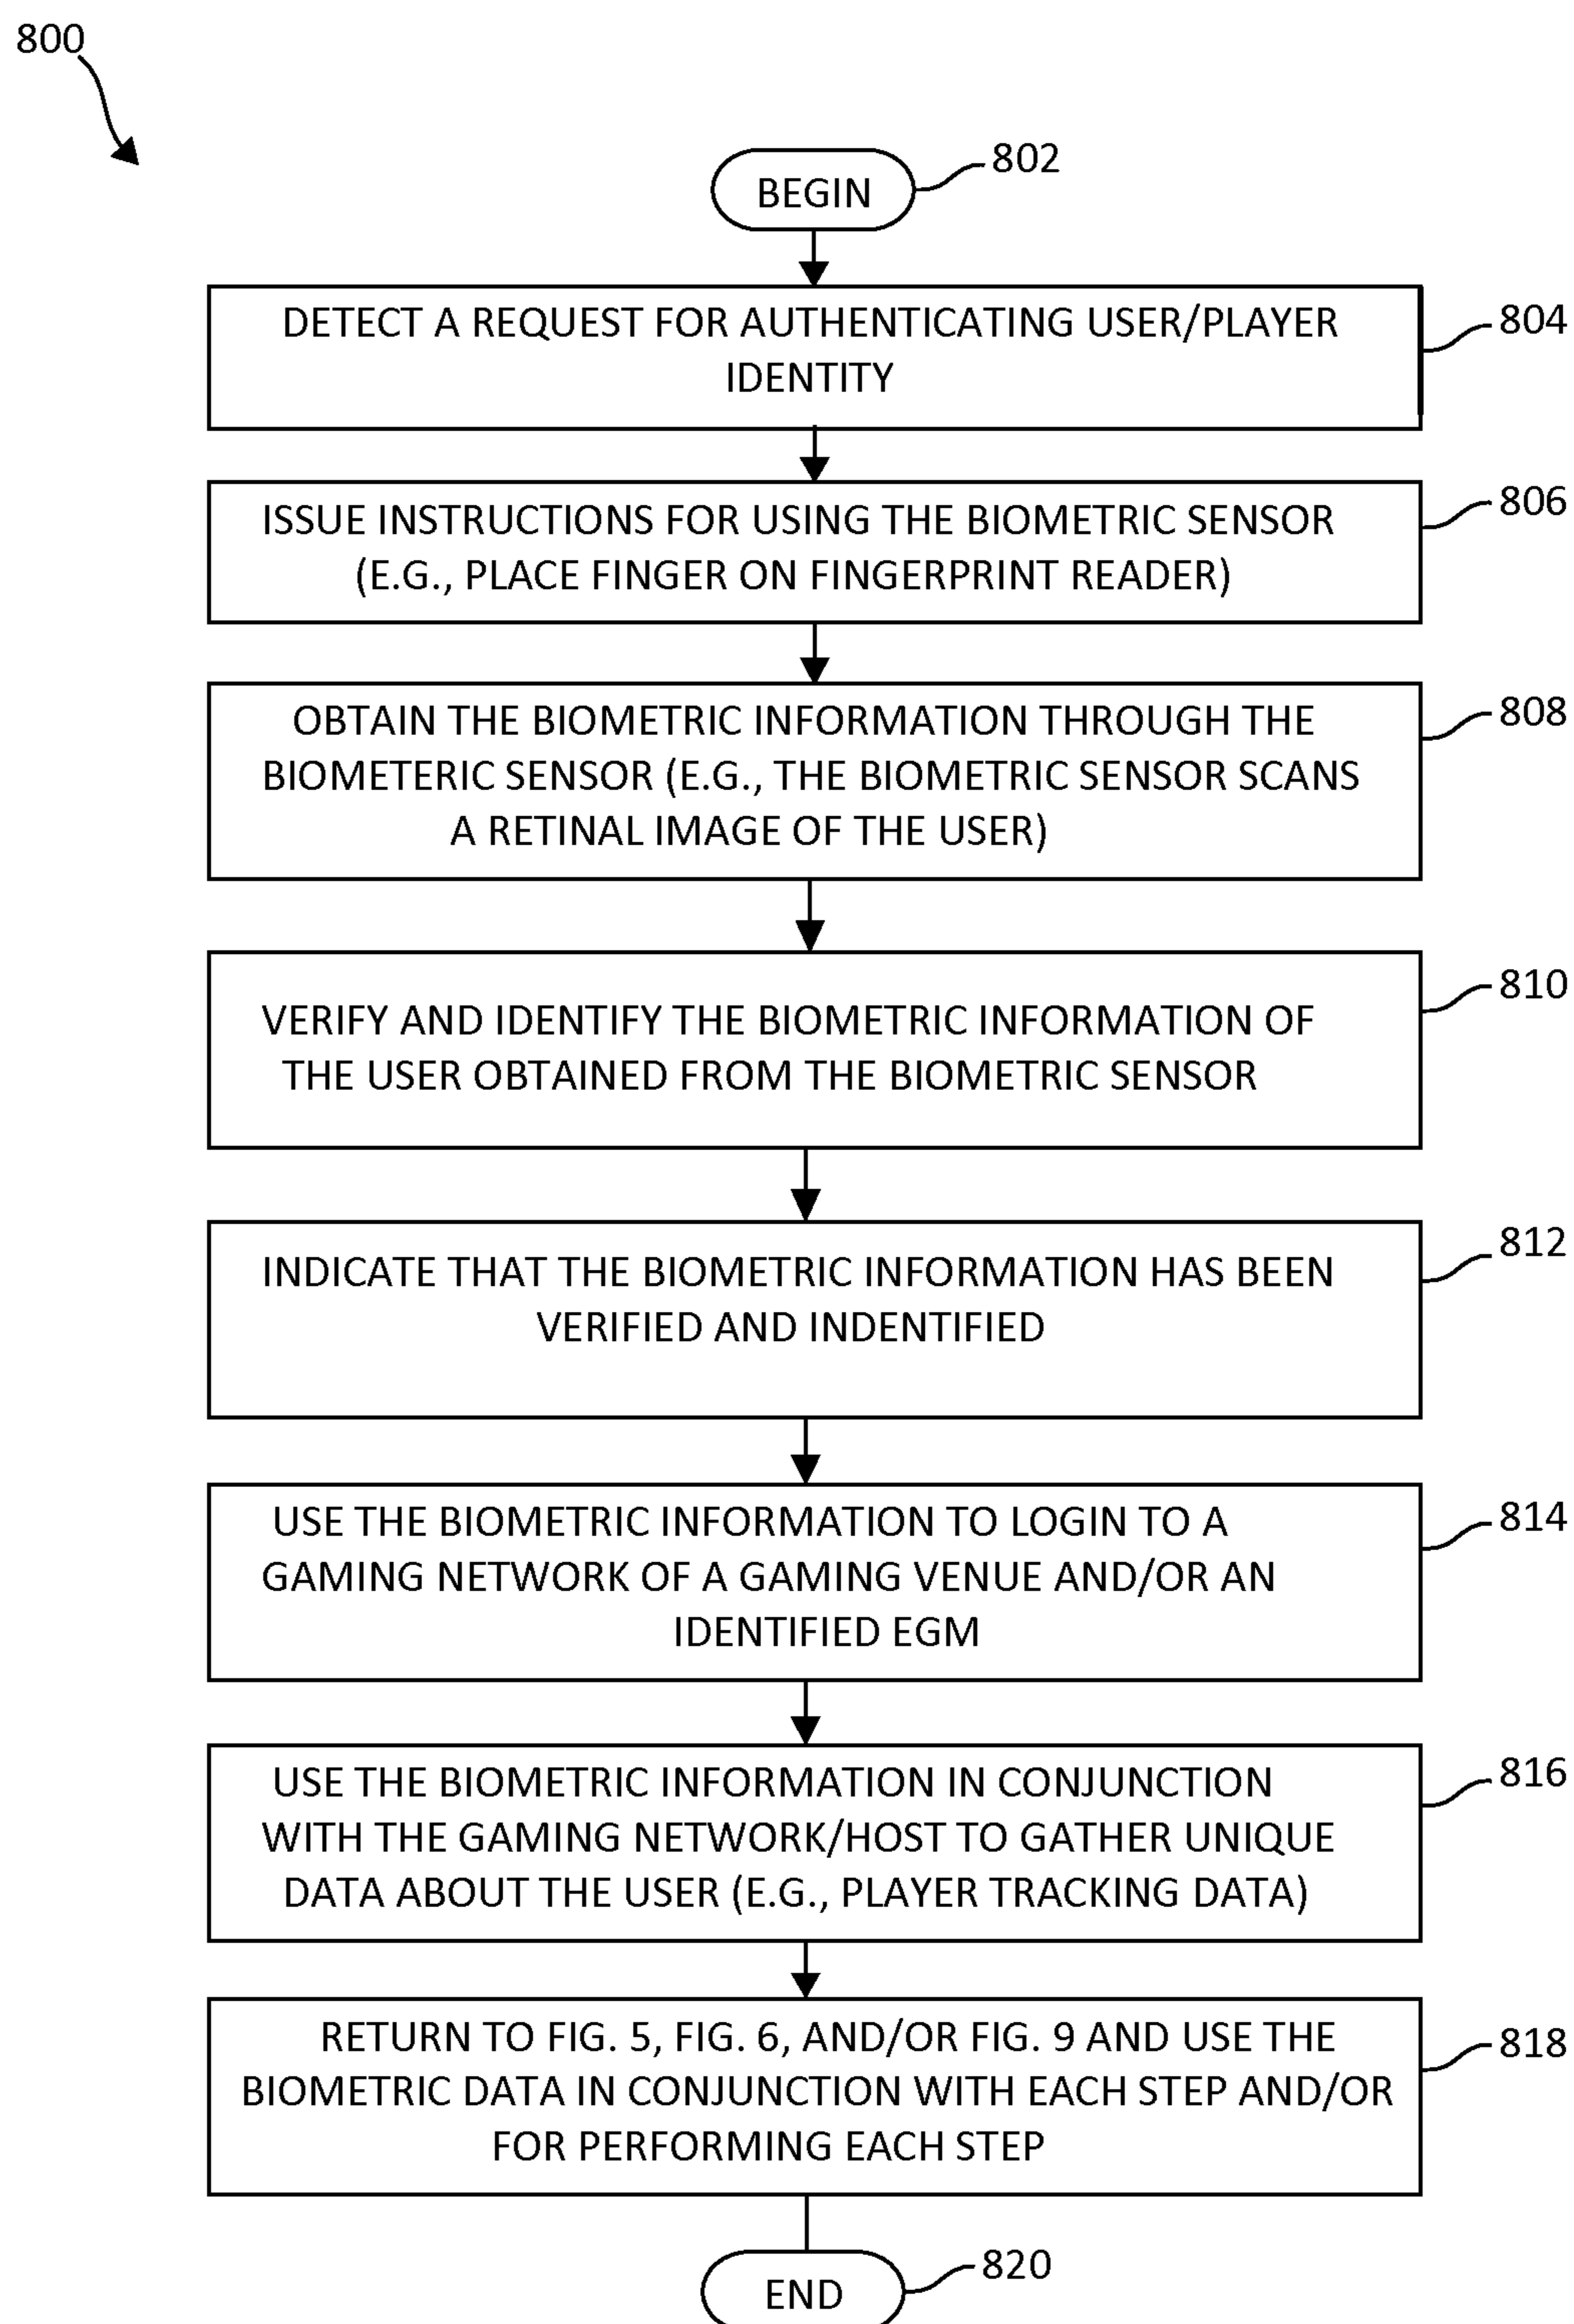 800
BEGIN
802
DETECT A REQUEST FOR AUTHENTICATING USER/PLAYER
IDENTITY
804
ISSUE INSTRUCTIONS FOR USING THE BIOMETRIC SENSOR
(E.G., PLACE FINGER ON FINGERPRINT READER)
806
OBTAIN THE BIOMETRIC INFORMATION THROUGH THE
BIOMETERIC SENSOR (E.G., THE BIOMETRIC SENSOR SCANS
A RETINAL IMAGE OF THE USER)
808
VERIFY AND IDENTIFY THE BIOMETRIC INFORMATION OF
THE USER OBTAINED FROM THE BIOMETRIC SENSOR
810
INDICATE THAT THE BIOMETRIC INFORMATION HAS BEEN
VERIFIED AND INDENTIFIED
812
USE THE BIOMETRIC INFORMATION TO LOGIN TO A
GAMING NETWORK OF A GAMING VENUE AND/OR AN
IDENTIFIED EGM
814
USE THE BIOMETRIC INFORMATION IN CONJUNCTION
WITH THE GAMING NETWORK/HOST TO GATHER UNIQUE
DATA ABOUT THE USER (E.G., PLAYER TRACKING DATA)
816
RETURN TO FIG. 5, FIG. 6, AND/OR FIG. 9 AND USE THE
BIOMETRIC DATA IN CONJUNCTION WITH EACH STEP AND/OR
FOR PERFORMING EACH STEP
818
END
820